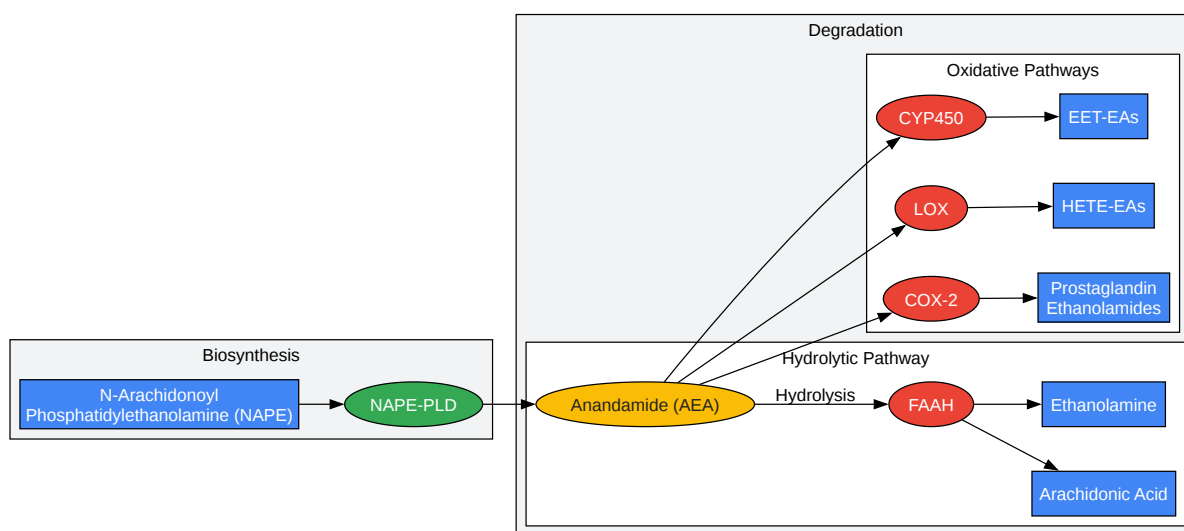 Degradation
Oxidative Pathways
CYP450
EET-EAs
LOX
HETE-EAs
COX-2
Prostaglandin
Ethanolamides
Biosynthesis
N-Arachidonoyl
Phosphatidylethanolamine (NAPE)
NAPE-PLD
Hydrolytic Pathway
Anandamide (AEA)
Hydrolysis
FAAH
Ethanolamine
Arachidonic Acid